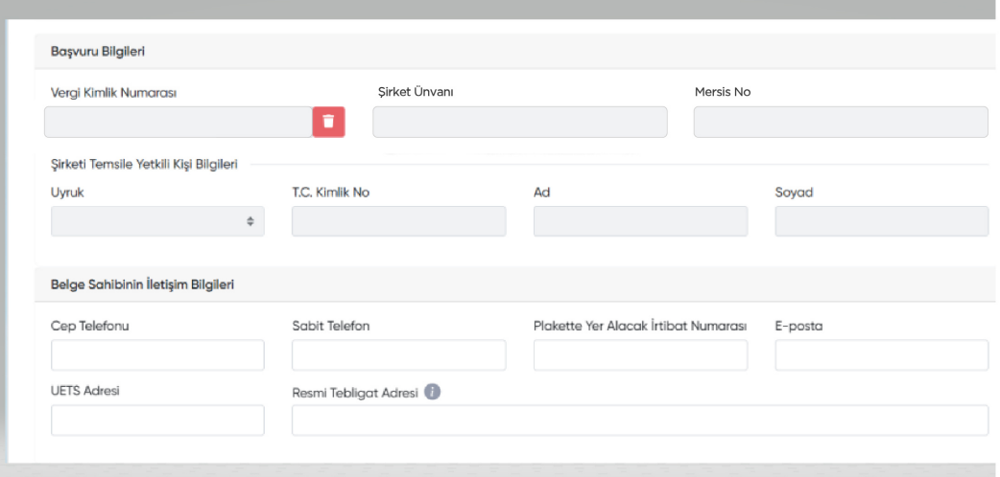 Başvuru Bilgileri
Vergi Kimlik Numarası
Şirket Ünvanı
Mersis No
Şirketi Temsile Yetkili Kişi Bilgileri
Uyruk
T.C. Kimlik No
Ad
Soyad
Belge Sahibinin İletişim Bilgileri
Cep Telefonu
Sabit Telefon
Plakette Yer Alacak İrtibat Numarası
E-posta
UETS Adresi
Resmi Tebligat Adresi i